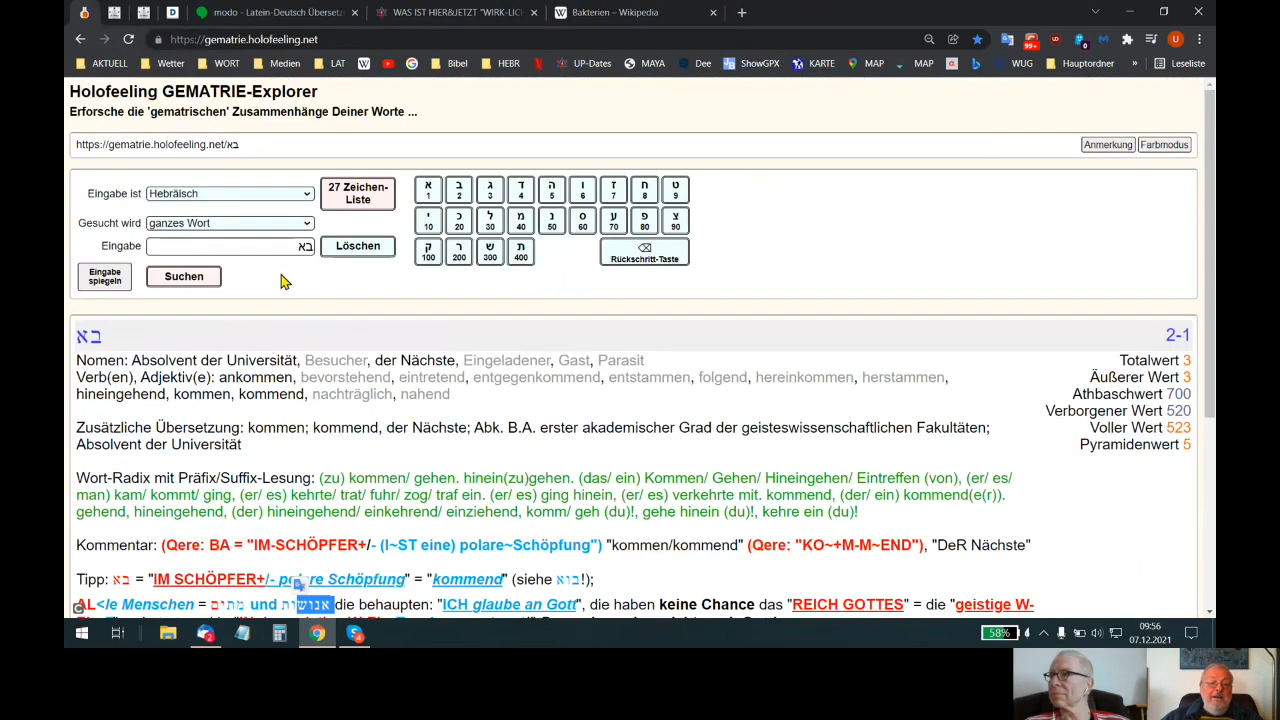 modo - Latein-Deutsch Übersetz
WAS IST HIER&JETZT "WIRK-LIC
Bakterien – Wikipedia
https://gematrie.holofeeling.net
AKTUELL Wetter WORT Medien LAT Bibel HEBR UP-Dates MAYA Dee ShowGPX KARTE MAP MAP WUG Hauptordner » Leseliste
Holofeeling GEMATRIE-Explorer
Erforsche die 'gematrischen' Zusammenhänge Deiner Worte ...
https://gematrie.holofeeling.net/בא
Anmerkung Farbmodus
Eingabe ist Hebräisch
27 Zeichen-Liste
Gesucht wird ganzes Wort
Eingabe בא
Löschen
Eingabe spiegeln
Suchen
א ב ג ד ה ו ז ח ט
1 2 3 4 5 6 7 8 9
י כ ל מ נ ס ע פ צ
10 20 30 40 50 60 70 80 90
ק ר ש ת
100 200 300 400
⌫
Rückschritt-Taste
בא 2-1
Nomen: Absolvent der Universität, Besucher, der Nächste, Eingeladener, Gast, Parasit
Verb(en), Adjektiv(e): ankommen, bevorstehend, eintretend, entgegenkommend, entstammen, folgend, hereinkommen, herstammen,
hineingehend, kommen, kommend, nachträglich, nahend
Totalwert 3
Äußerer Wert 3
Athbaschwert 700
Verborgener Wert 520
Voller Wert 523
Pyramidenwert 5
Zusätzliche Übersetzung: kommen; kommend, der Nächste; Abk. B.A. erster akademischer Grad der geisteswissenschaftlichen Fakultäten;
Absolvent der Universität
Wort-Radix mit Präfix/Suffix-Lesung: (zu) kommen/ gehen. hinein(zu)gehen. (das/ ein) Kommen/ Gehen/ Hineingehen/ Eintreffen (von), (er/ es/
man) kam/ kommt/ ging, (er/ es) kehrte/ trat/ fuhr/ zog/ traf ein. (er/ es) ging hinein, (er/ es) verkehrte mit. kommend, (der/ ein) kommend(e(r)).
gehend, hineingehend, (der) hineingehend/ einkehrend/ einziehend, komm/ geh (du)!, gehe hinein (du)!, kehre ein (du)!
Kommentar: (Qere: BA = "IM-SCHÖPFER+/- (I~ST eine) polare~Schöpfung") "kommen/kommend" (Qere: "KO~+M-M~END"), "DeR Nächste"
Tipp: בא = "IM SCHÖPFER+/- polare Schöpfung" = "kommend" (siehe בוא!);
AL<le Menschen = מתים und אנושות die behaupten: "ICH glaube an Gott", die haben keine Chance das "REICH GOTTES" = die "geistige W-
58%
09:56
07.12.2021